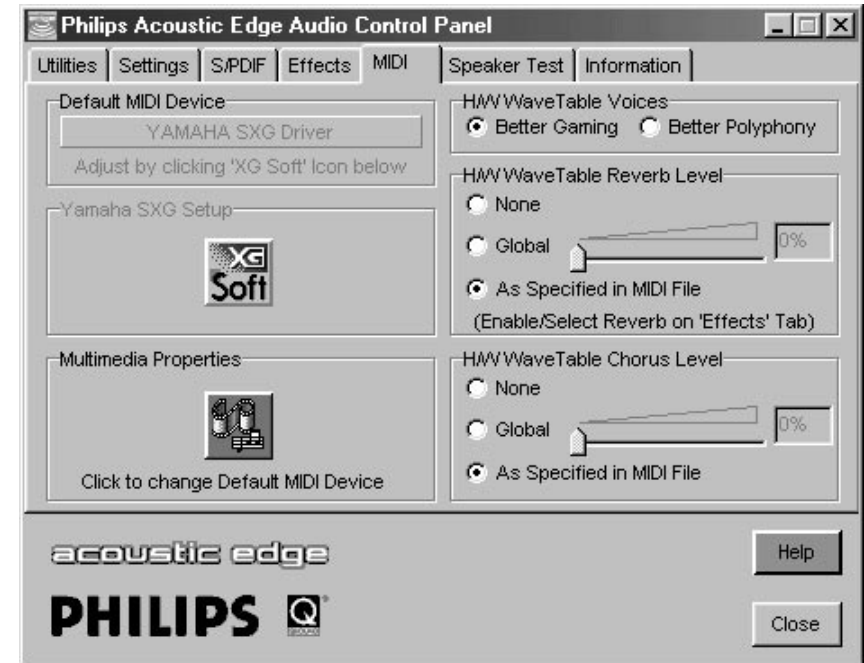 Philips Acoustic Edge Audio Control Panel
Utilities Settings S/PDIF Effects MIDI Speaker Test Information
Default MIDI Device
YAMAHA SXG Driver
Adjust by clicking 'XG Soft' Icon below
Yamaha SXG Setup
XG
Soft
Multimedia Properties
Click to change Default MIDI Device
H/W WaveTable Voices
Better Gaming Better Polyphony
H/W WaveTable Reverb Level
None
Global 0%
As Specified in MIDI File
(Enable/Select Reverb on 'Effects' Tab)
H/W WaveTable Chorus Level
None
Global 0%
As Specified in MIDI File
acoustic edge
PHILIPS Q
Help
Close